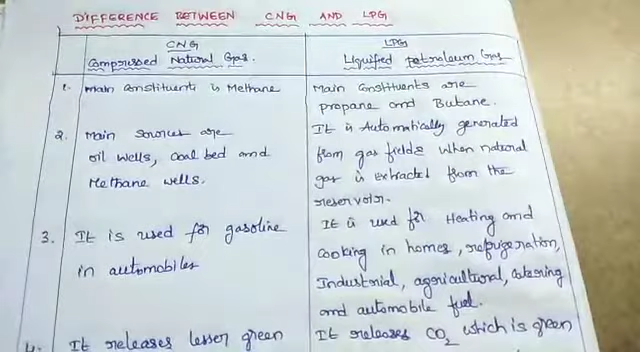 DIFFERENCE BETWEEN CNG AND LPG
CNG
Compressed Natural Gas.
LPG
Liquified petroleum Gas
1. Main constituent is Methane
Main constituents are
propane and Butane.
2. Main sources are
oil wells, coal bed and
Methane wells.
It is Automatically generated
from gas fields when natural
gas is extracted from the
reservoir.
3. It is used for gasoline
in automobiles
It is used for Heating and
cooking in homes, refrigeration,
Industrial, agricultural, catering
and automobile fuel.
4. It releases lesser green
It releases CO2 which is green